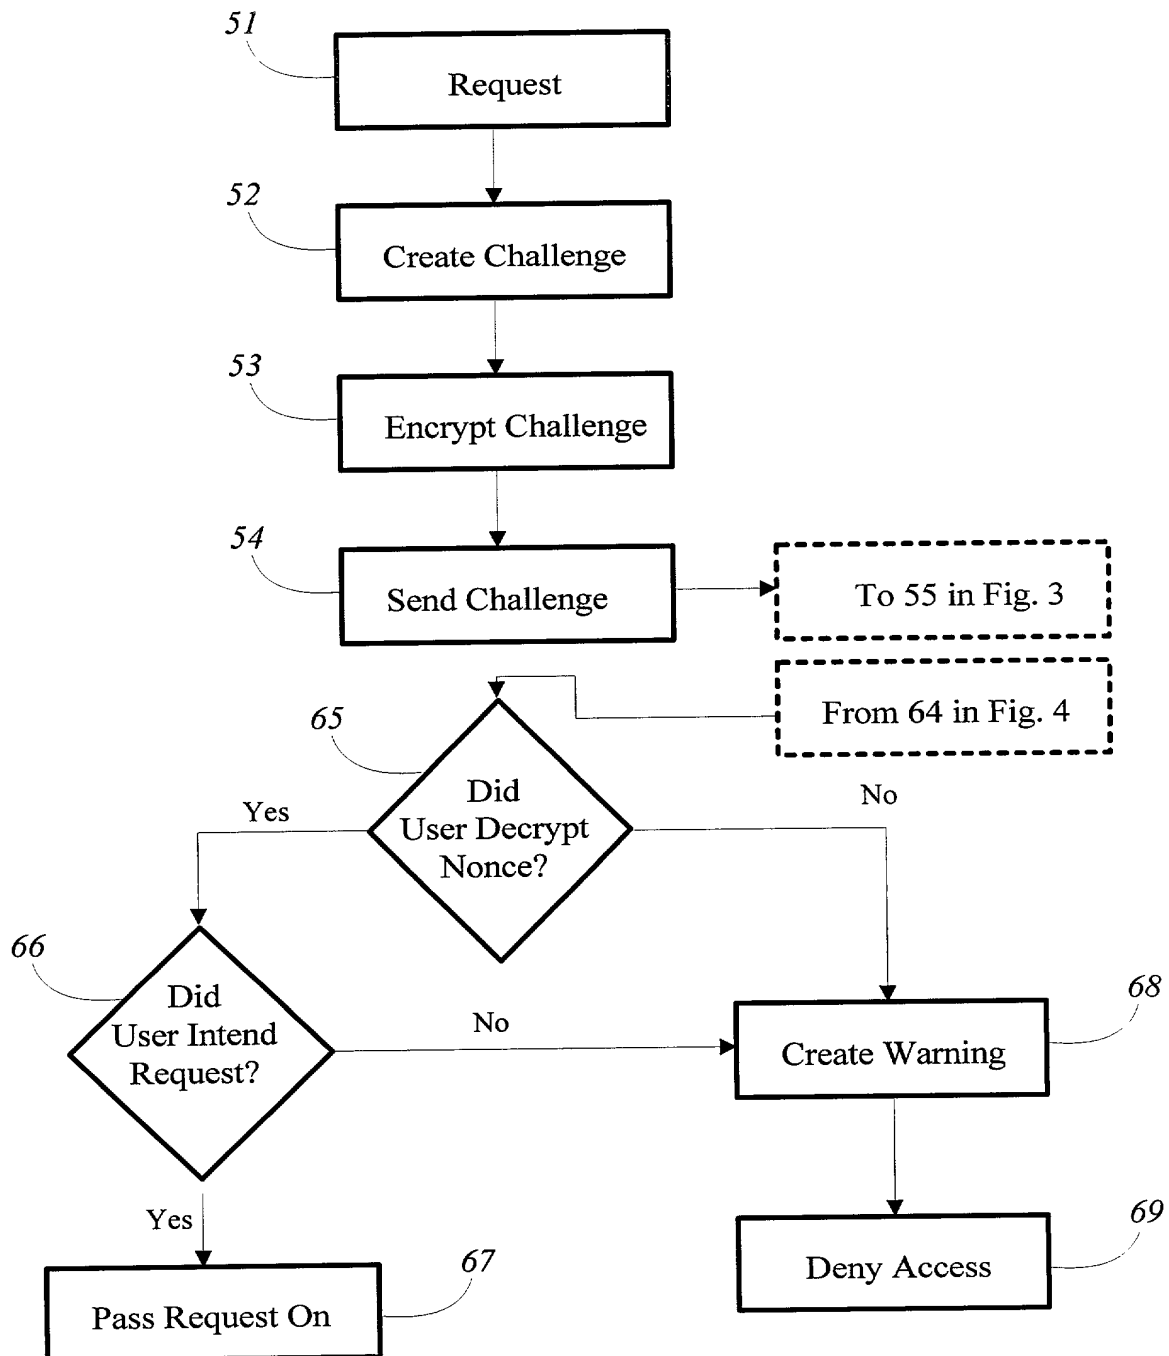 51
Request
52
Create Challenge
53
Encrypt Challenge
54
Send Challenge
To 55 in Fig. 3
From 64 in Fig. 4
65
Did
User Decrypt
Nonce?
Yes
No
66
Did
User Intend
Request?
No
68
Create Warning
Yes
69
Deny Access
67
Pass Request On